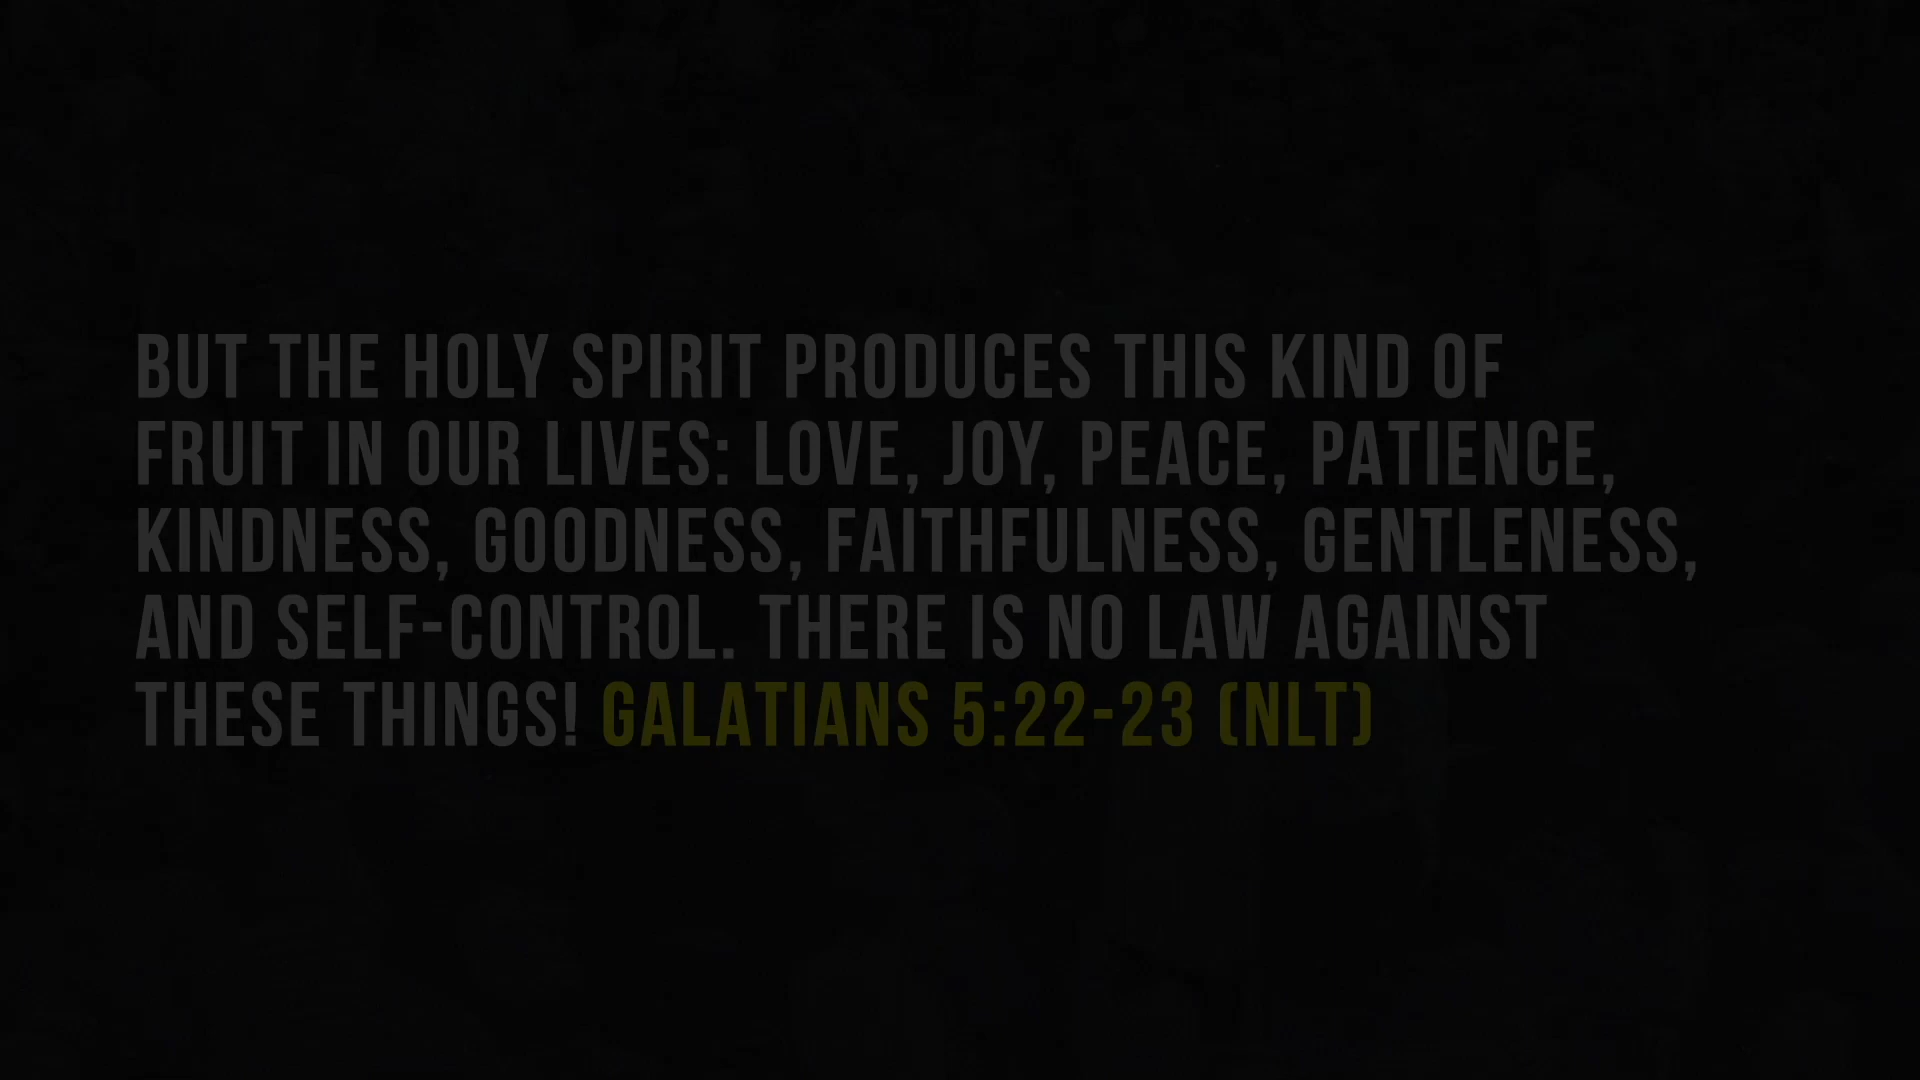 BUT THE HOLY SPIRIT PRODUCES THIS KIND OF
FRUIT IN OUR LIVES: LOVE, JOY, PEACE, PATIENCE,
KINDNESS, GOODNESS, FAITHFULNESS, GENTLENESS,
AND SELF-CONTROL. THERE IS NO LAW AGAINST
THESE THINGS! GALATIANS 5:22-23 (NLT)